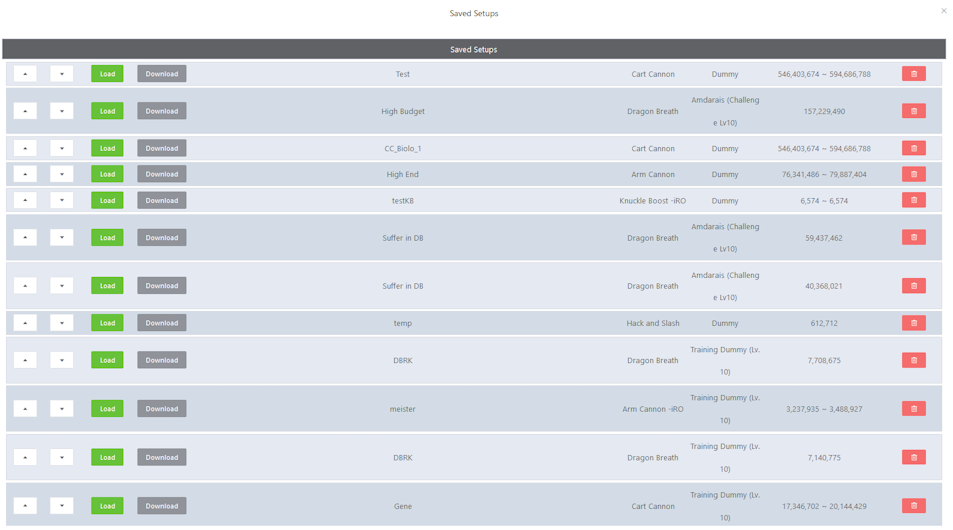 Saved Setups
Saved Setups
Load Download Test Cart Cannon Dummy 546,403,674 ~ 594,686,788
Load Download High Budget Dragon Breath Amdarais (Challeng
e Lv10) 157,229,490
Load Download CC_Biolo_1 Cart Cannon Dummy 546,403,674 ~ 594,686,788
Load Download High End Arm Cannon Dummy 76,341,486 ~ 79,887,404
Load Download testKB Knuckle Boost -iRO Dummy 6,574 ~ 6,574
Load Download Suffer in DB Dragon Breath Amdarais (Challeng
e Lv10) 59,437,462
Load Download Suffer in DB Dragon Breath Amdarais (Challeng
e Lv10) 40,368,021
Load Download temp Hack and Slash Dummy 612,712
Load Download DBRK Dragon Breath Training Dummy (Lv.
10) 7,708,675
Load Download meister Arm Cannon -iRO Training Dummy (Lv.
10) 3,237,935 ~ 3,488,927
Load Download DBRK Dragon Breath Training Dummy (Lv.
10) 7,140,775
Load Download Gene Cart Cannon Training Dummy (Lv.
10) 17,346,702 ~ 20,144,429